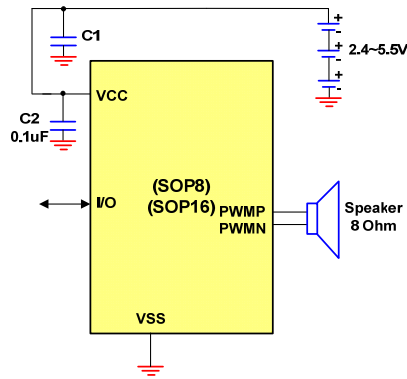 C1
+
-
+
-
+
-
2.4~5.5V
VCC
C2
0.1uF
I/O
(SOP8)
(SOP16)
PWMP
PWMN
Speaker
8 Ohm
VSS